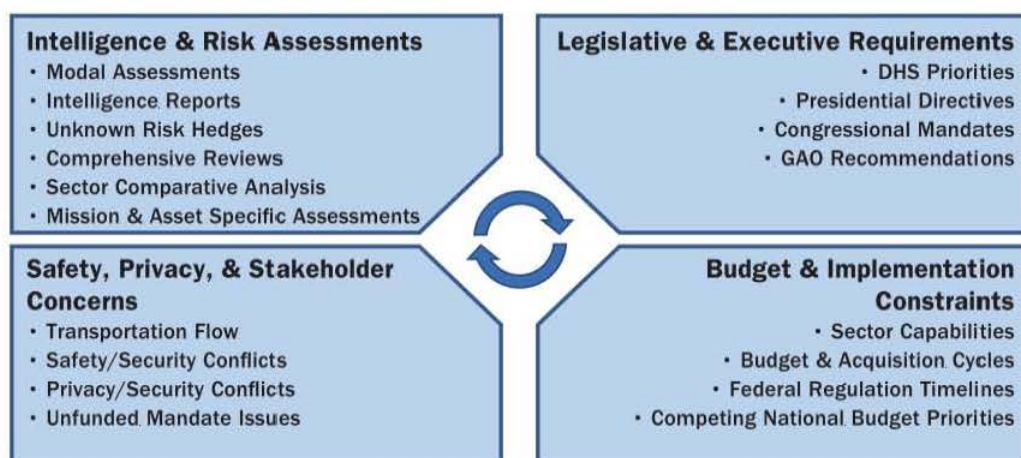 Intelligence & Risk Assessments
• Modal Assessments
• Intelligence Reports
• Unknown Risk Hedges
• Comprehensive Reviews
• Sector Comparative Analysis
• Mission & Asset Specific Assessments
Legislative & Executive Requirements
• DHS Priorities
• Presidential Directives
• Congressional Mandates
• GAO Recommendations
Safety, Privacy, & Stakeholder
Concerns
• Transportation Flow
• Safety/Security Conflicts
• Privacy/Security Conflicts
• Unfunded Mandate Issues
Budget & Implementation
Constraints
• Sector Capabilities
• Budget & Acquisition Cycles
• Federal Regulation Timelines
• Competing National Budget Priorities